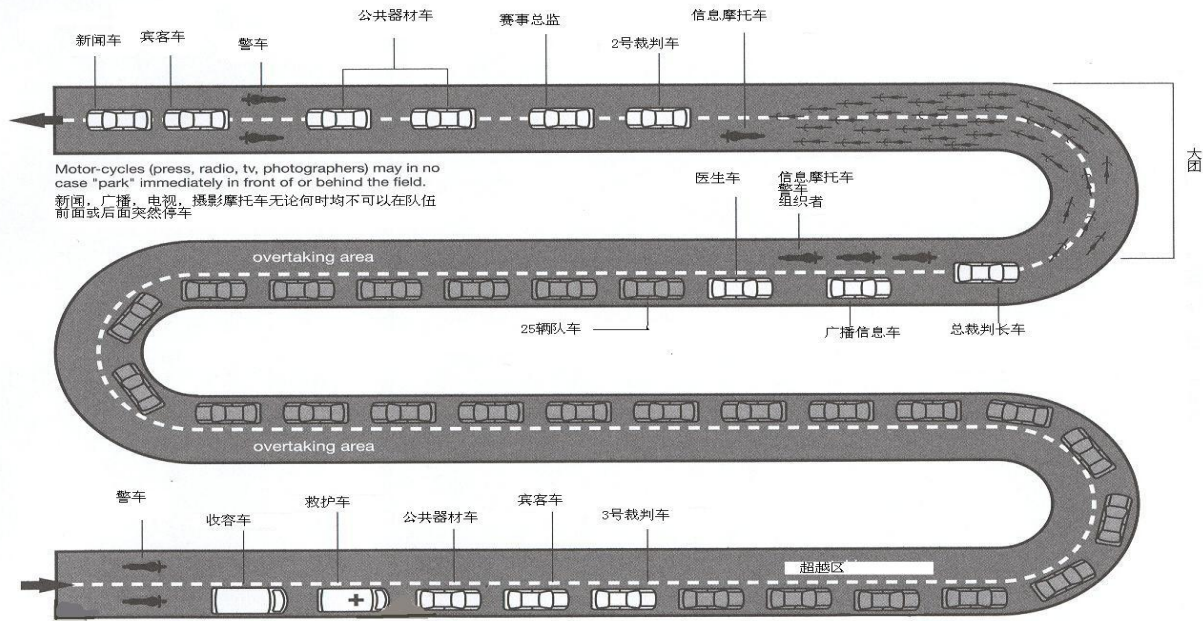 公共器材车
赛事总监
信息摩托车
新闻车
宾客车
警车
2号裁判车
大团
Motor-cycles (press, radio, tv, photographers) may in no
case "park" immediately in front of or behind the field.
新闻，广播，电视，摄影摩托车无论何时均不可以在队伍
前面或后面突然停车
医生车
信息摩托车
警车
组织者
overtaking area
25辆队车
广播信息车
总裁判长车
overtaking area
警车
收容车
救护车
公共器材车
宾客车
3号裁判车
超越区